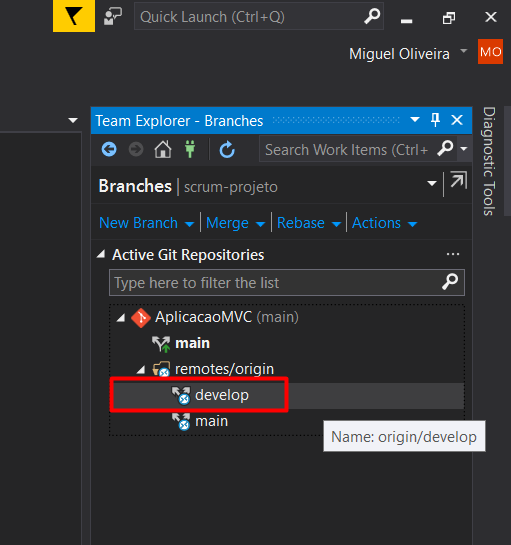 Quick Launch (Ctrl+Q)
Miguel Oliveira
MO
Team Explorer - Branches
Search Work Items (Ctrl+
Branches | scrum-projeto
New Branch | Merge | Rebase | Actions
Active Git Repositories
Type here to filter the list
AplicacaoMVC (main)
main
remotes/origin
develop
main
Name: origin/develop
Diagnostic Tools